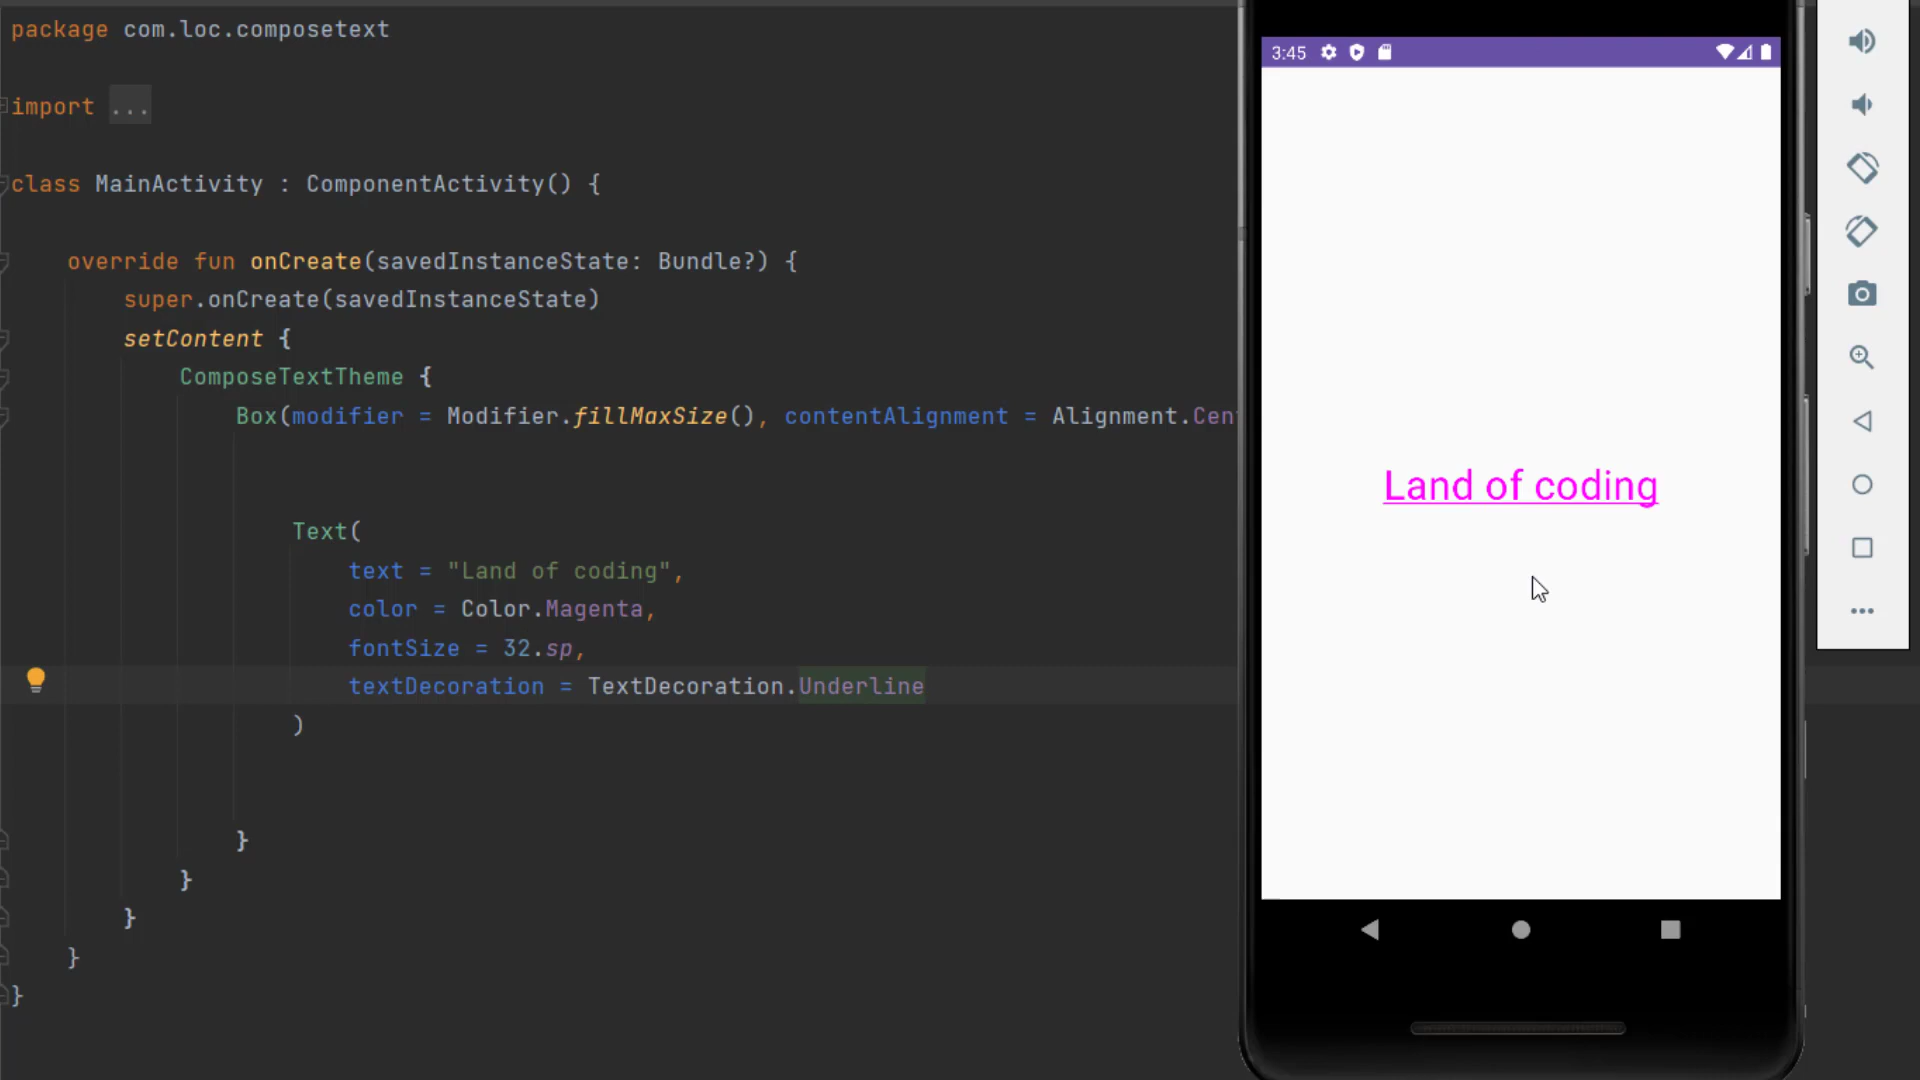 package com.loc.composetext
import ...
class MainActivity : ComponentActivity() {
override fun onCreate(savedInstanceState: Bundle?) {
super.onCreate(savedInstanceState)
setContent {
ComposeTextTheme {
Box(modifier = Modifier.fillMaxSize(), contentAlignment = Alignment.Cen
Text(
text = "Land of coding",
color = Color.Magenta,
fontSize = 32.sp,
textDecoration = TextDecoration.Underline
)
}
}
}
}
}
3:45
Land of coding